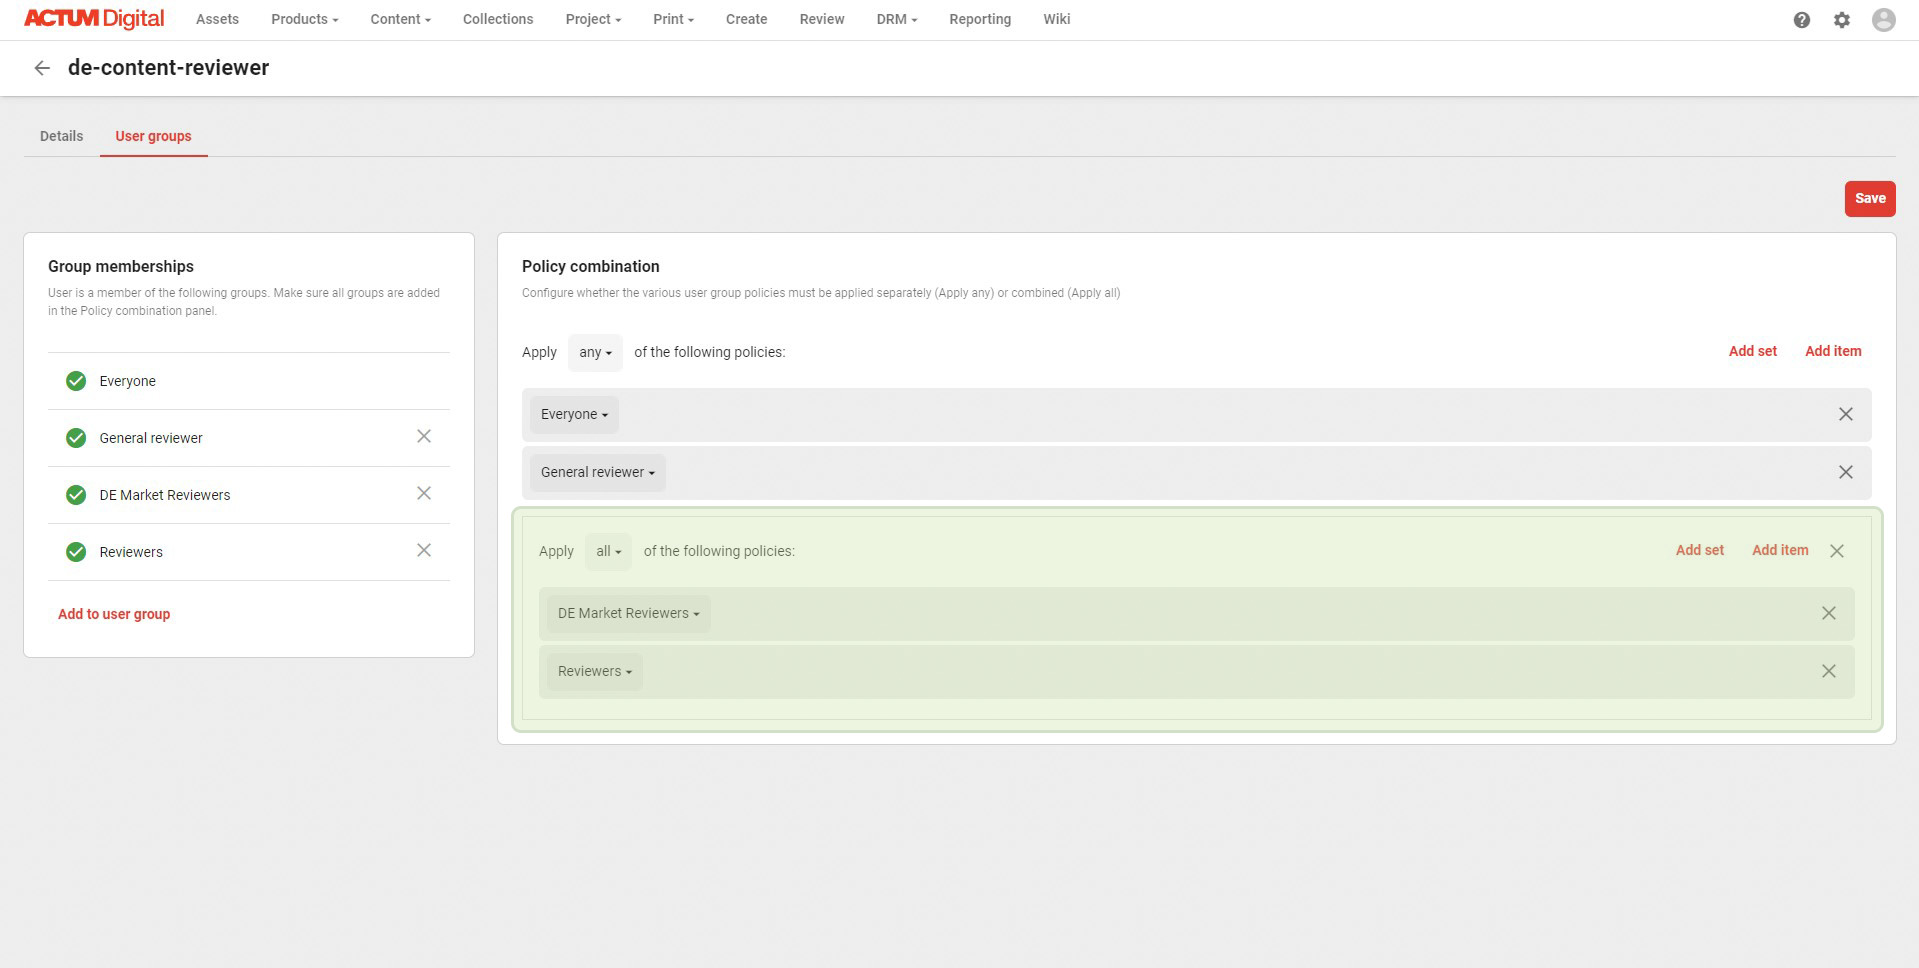 ACTUM Digital Assets Products Content Collections Project Print Create Review DRM Reporting Wiki
de-content-reviewer
Details User groups
Save
Group memberships
User is a member of the following groups. Make sure all groups are added
in the Policy combination panel.
Everyone
General reviewer
DE Market Reviewers
Reviewers
Add to user group
Policy combination
Configure whether the various user group policies must be applied separately (Apply any) or combined (Apply all)
Apply any of the following policies: Add set Add item
Everyone
General reviewer
Apply all of the following policies: Add set Add item
DE Market Reviewers
Reviewers